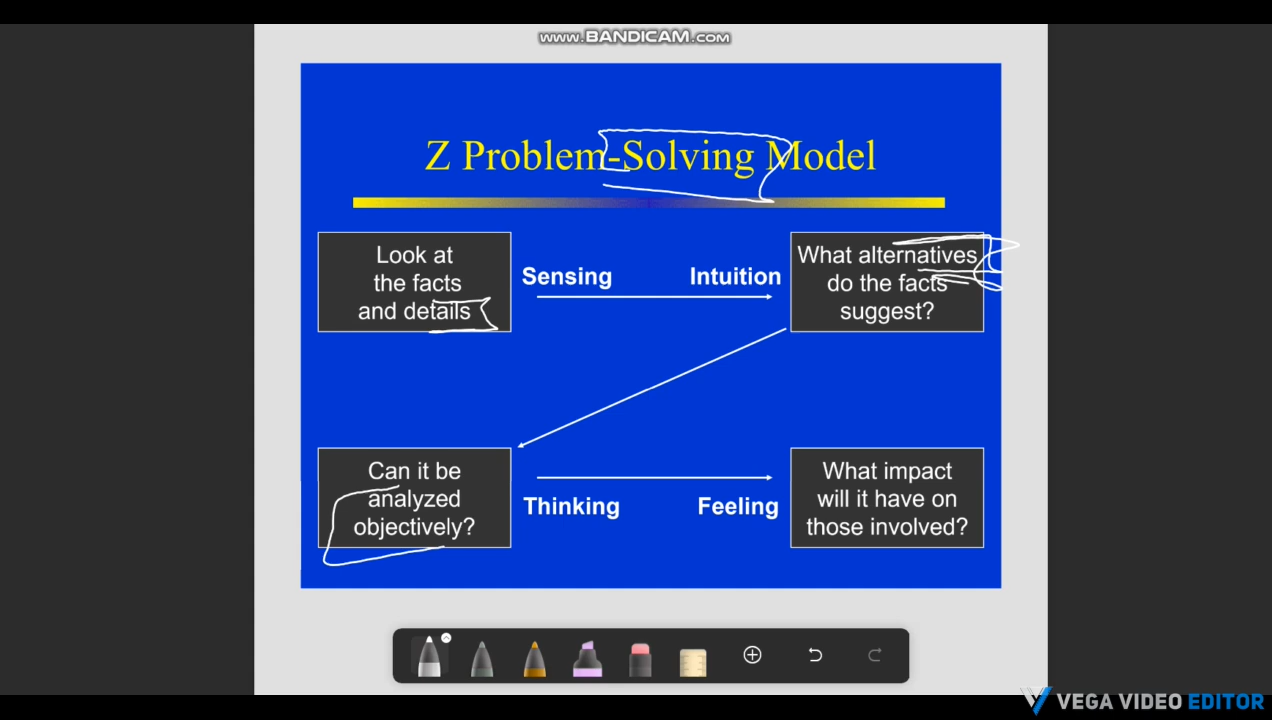 www.BANDICAM.com
Z Problem-Solving Model
Look at
the facts
and details
Sensing
Intuition
What alternatives
do the facts
suggest?
Can it be
analyzed
objectively?
Thinking
Feeling
What impact
will it have on
those involved?
VEGA VIDEO EDITOR